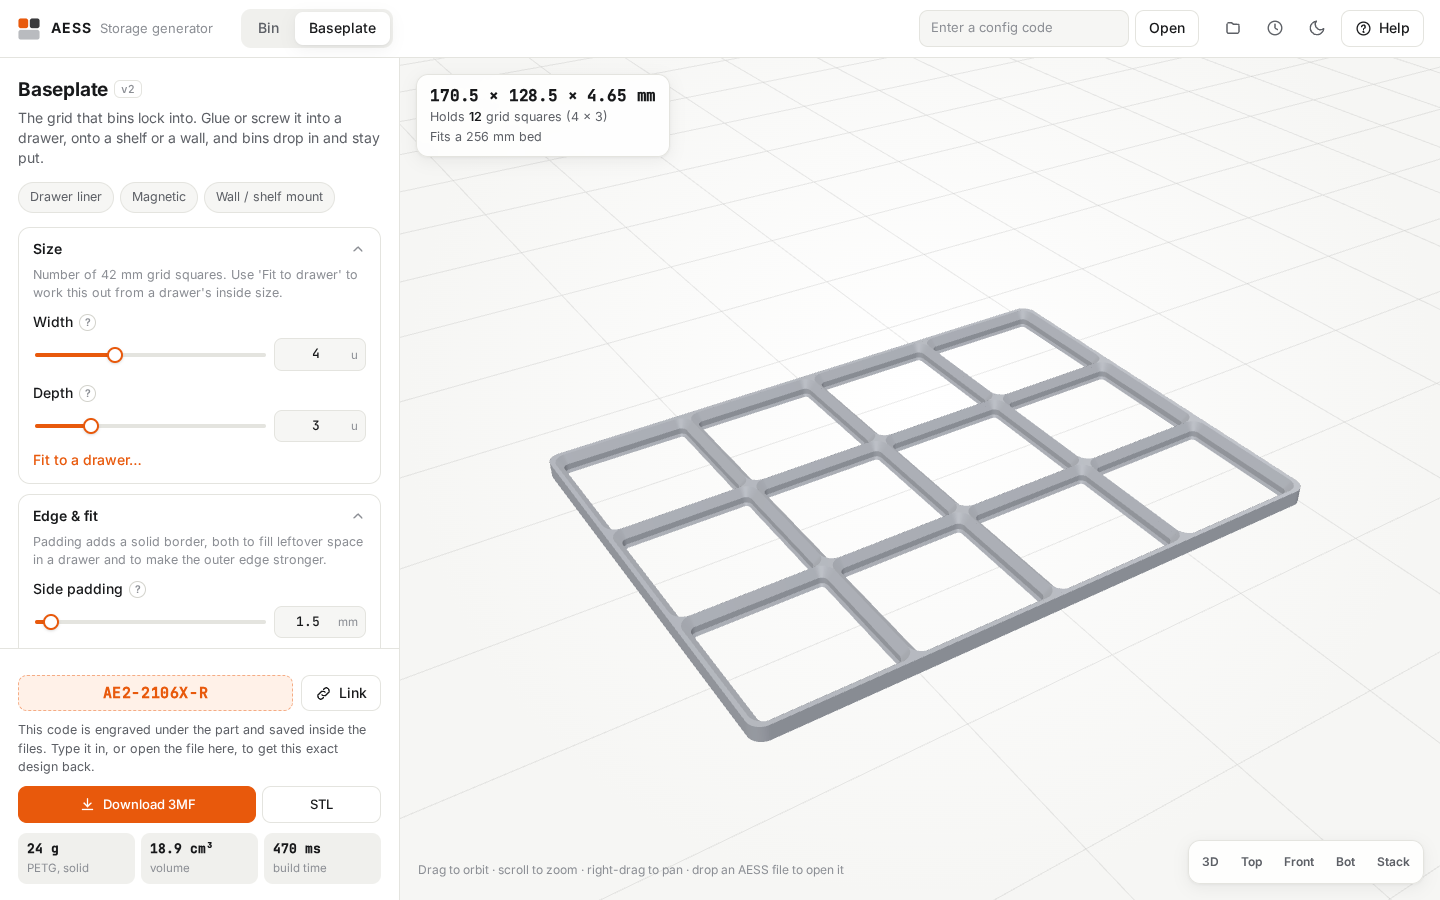 AESS Storage generator
Bin
Baseplate
Enter a config code
Open
Help
Baseplate v2
The grid that bins lock into. Glue or screw it into a
drawer, onto a shelf or a wall, and bins drop in and stay
put.
Drawer liner
Magnetic
Wall / shelf mount
Size
Number of 42 mm grid squares. Use 'Fit to drawer' to
work this out from a drawer's inside size.
Width ?
4 u
Depth ?
3 u
Fit to a drawer...
Edge & fit
Padding adds a solid border, both to fill leftover space
in a drawer and to make the outer edge stronger.
Side padding ?
1.5 mm
AE2-2106X-R
Link
This code is engraved under the part and saved inside the
files. Type it in, or open the file here, to get this exact
design back.
Download 3MF
STL
24 g
PETG, solid
18.9 cm³
volume
470 ms
build time
170.5 × 128.5 × 4.65 mm
Holds 12 grid squares (4 × 3)
Fits a 256 mm bed
Drag to orbit · scroll to zoom · right-drag to pan · drop an AESS file to open it
3D
Top
Front
Bot
Stack